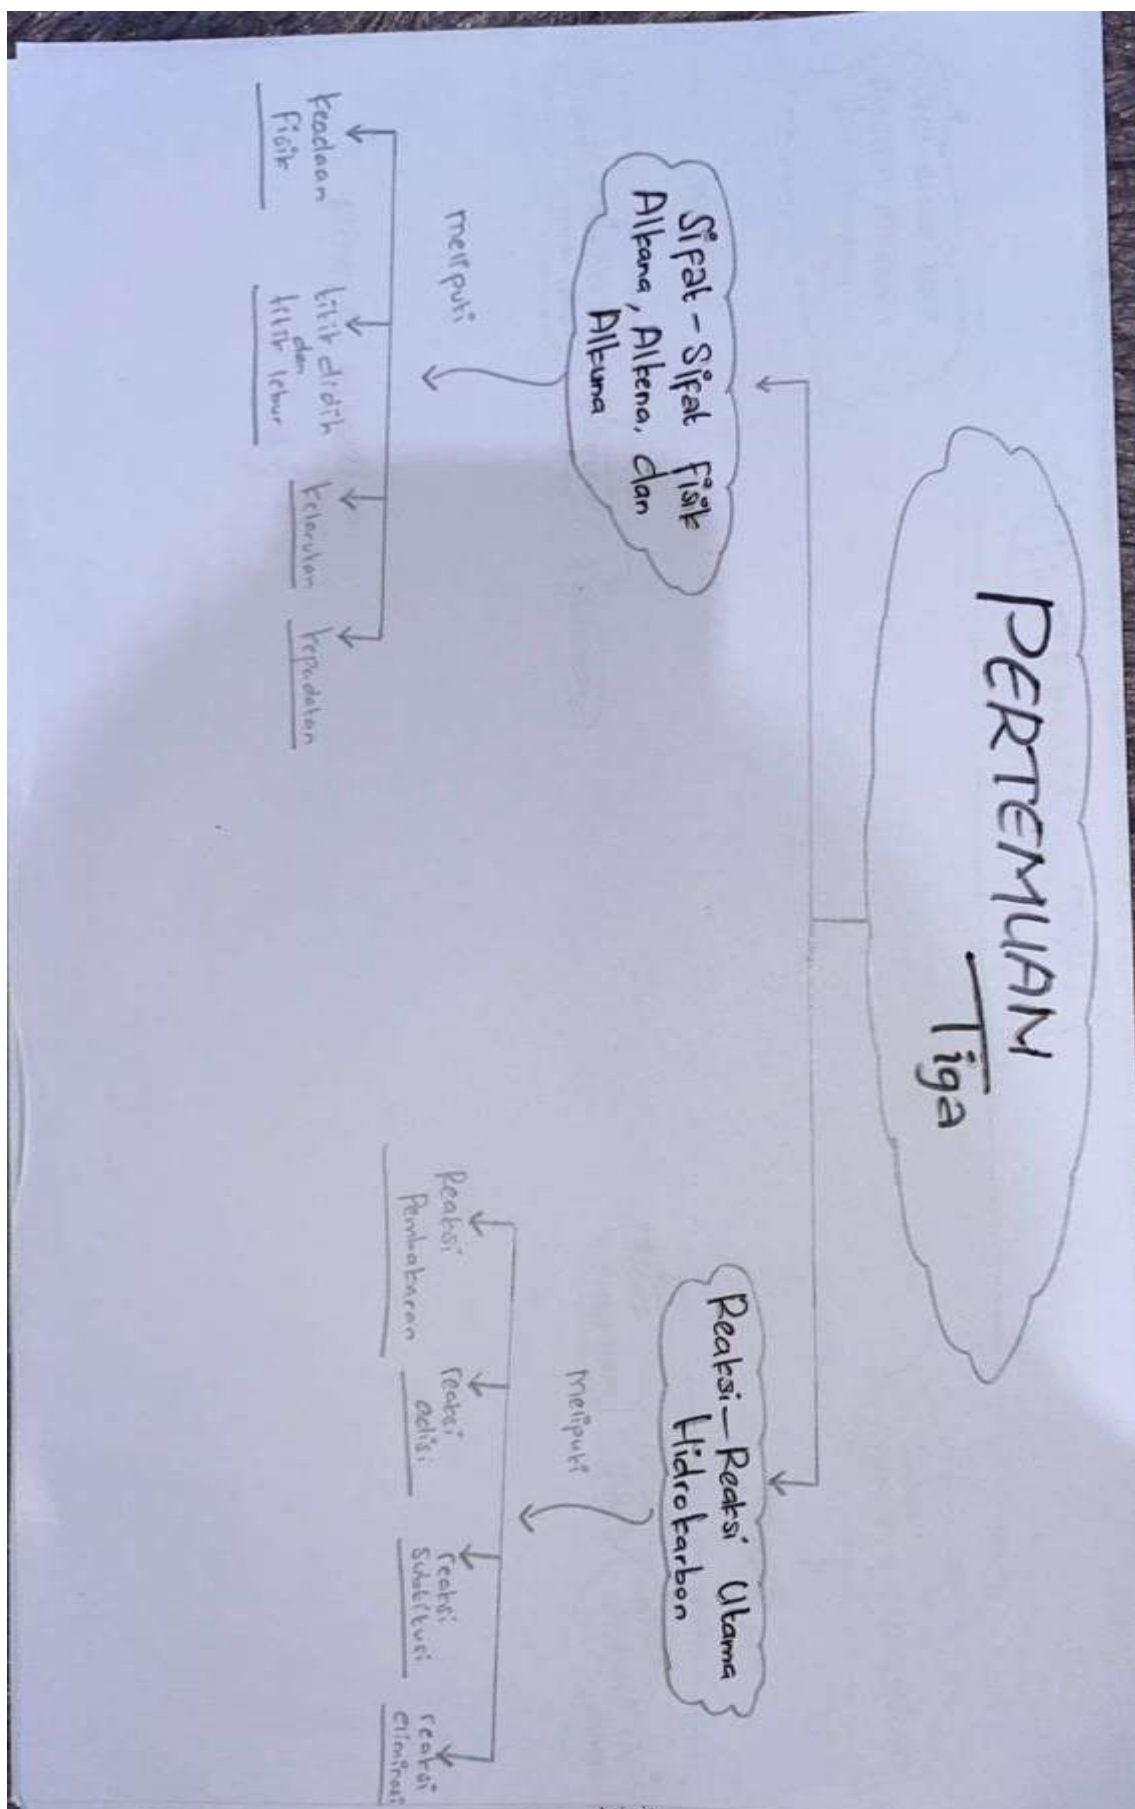 PERTEMUAN
Tiga
Sifat-Sifat Fisik
Alkana, Alkena, dan
Alkuna
meliputi
keadaan
Fisik
titik didih
dan
titik lebur
kelarutan
kepadatan
Reaksi-Reaksi Utama
Hidrokarbon
meliputi
Reaksi
Pembakaran
reaksi
adisi
reaksi
substitusi
reaksi
eliminasi